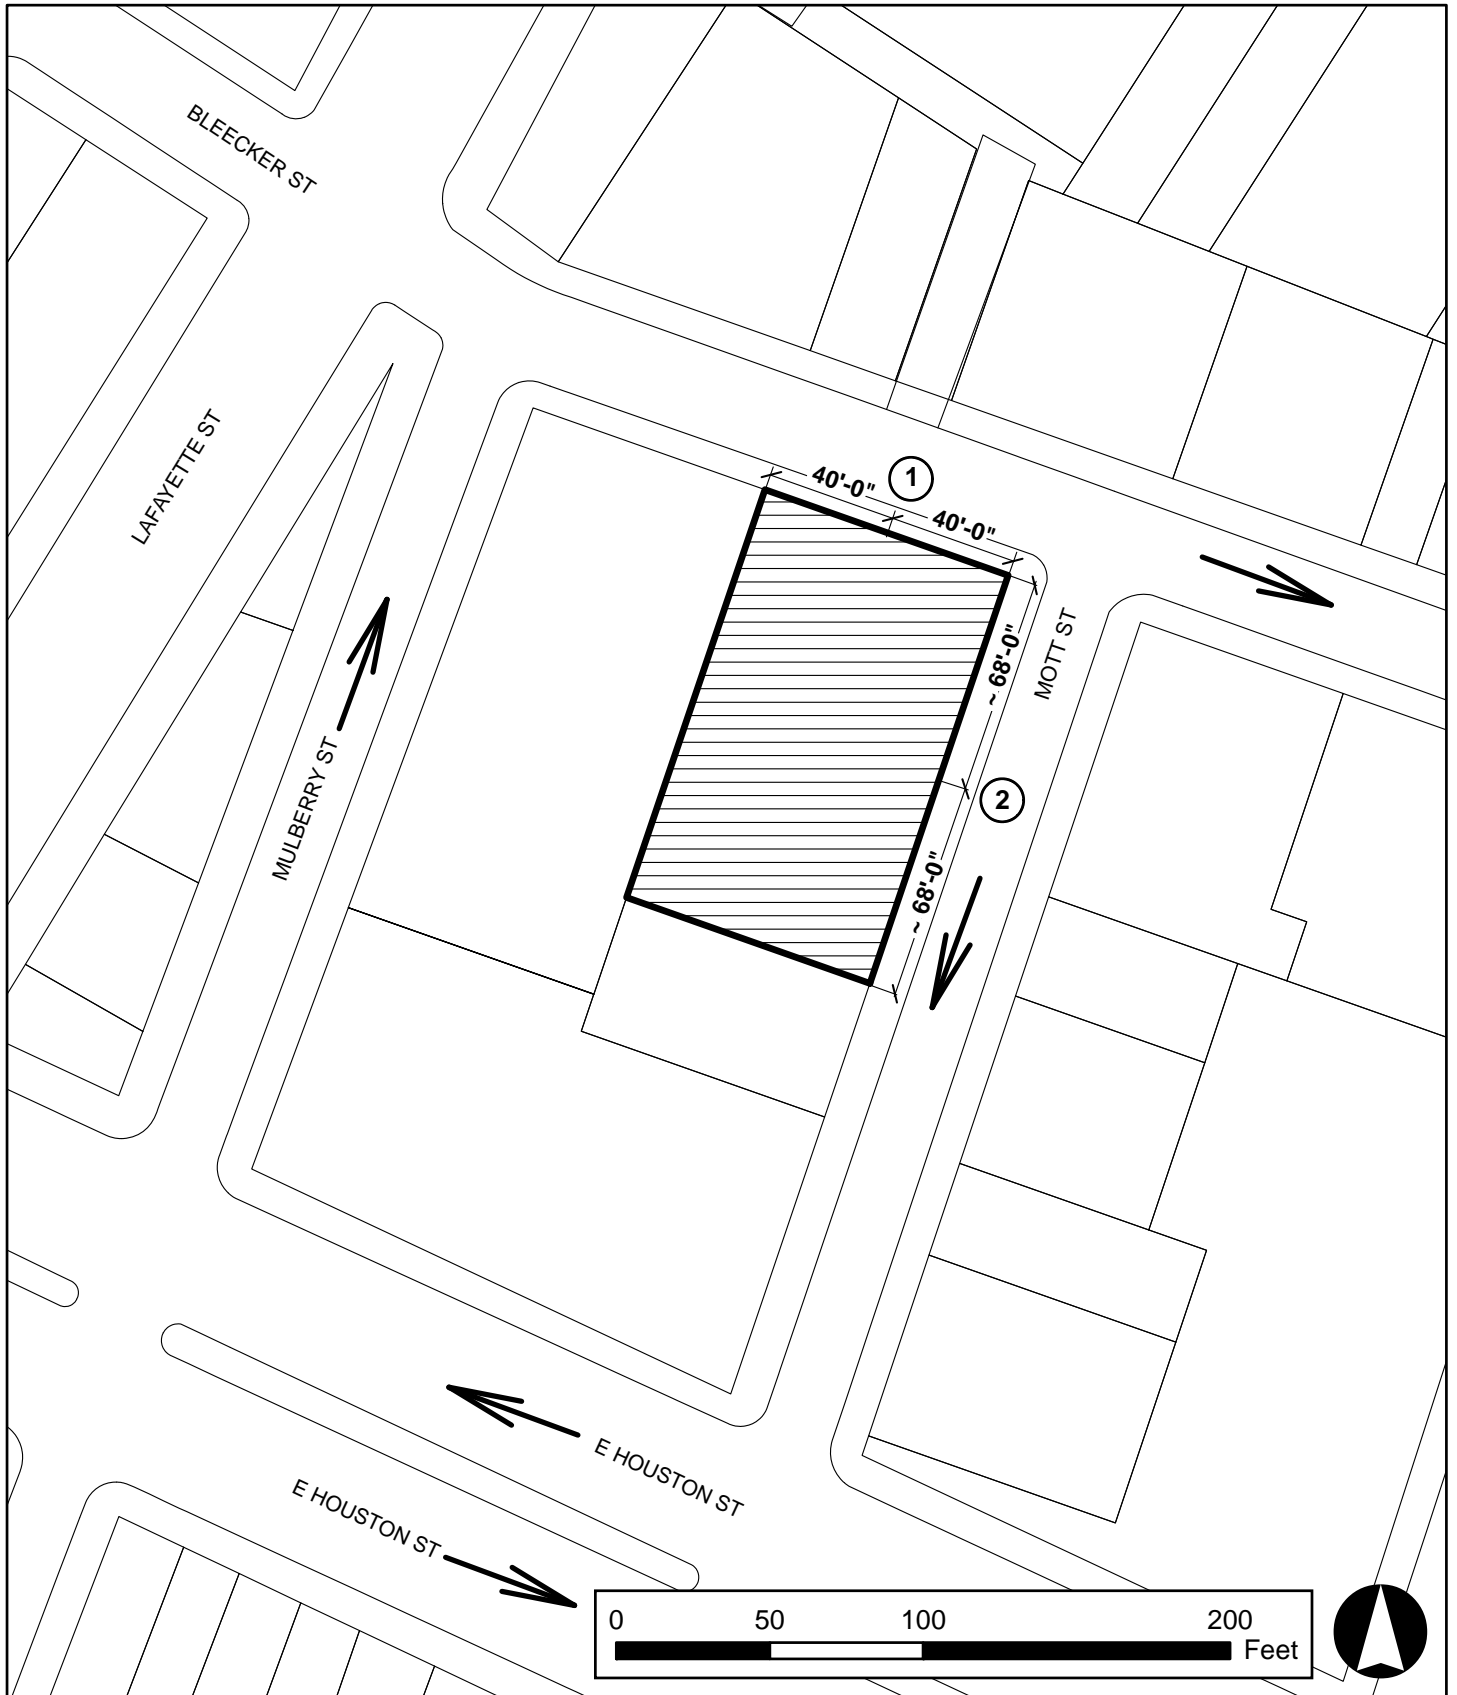 BLEECKER ST
LAFAYETTE ST
40'-0"
1
40'-0"
MOTT ST
~ 68'-0"
MULBERRY ST
2
~ 68'-0"
E HOUSTON ST
E HOUSTON ST
0 50 100 200
Feet